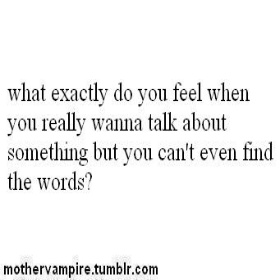 what exactly do you feel when
you really wanna talk about
something but you can't even find
the words?
mothervampire.tumblr.com